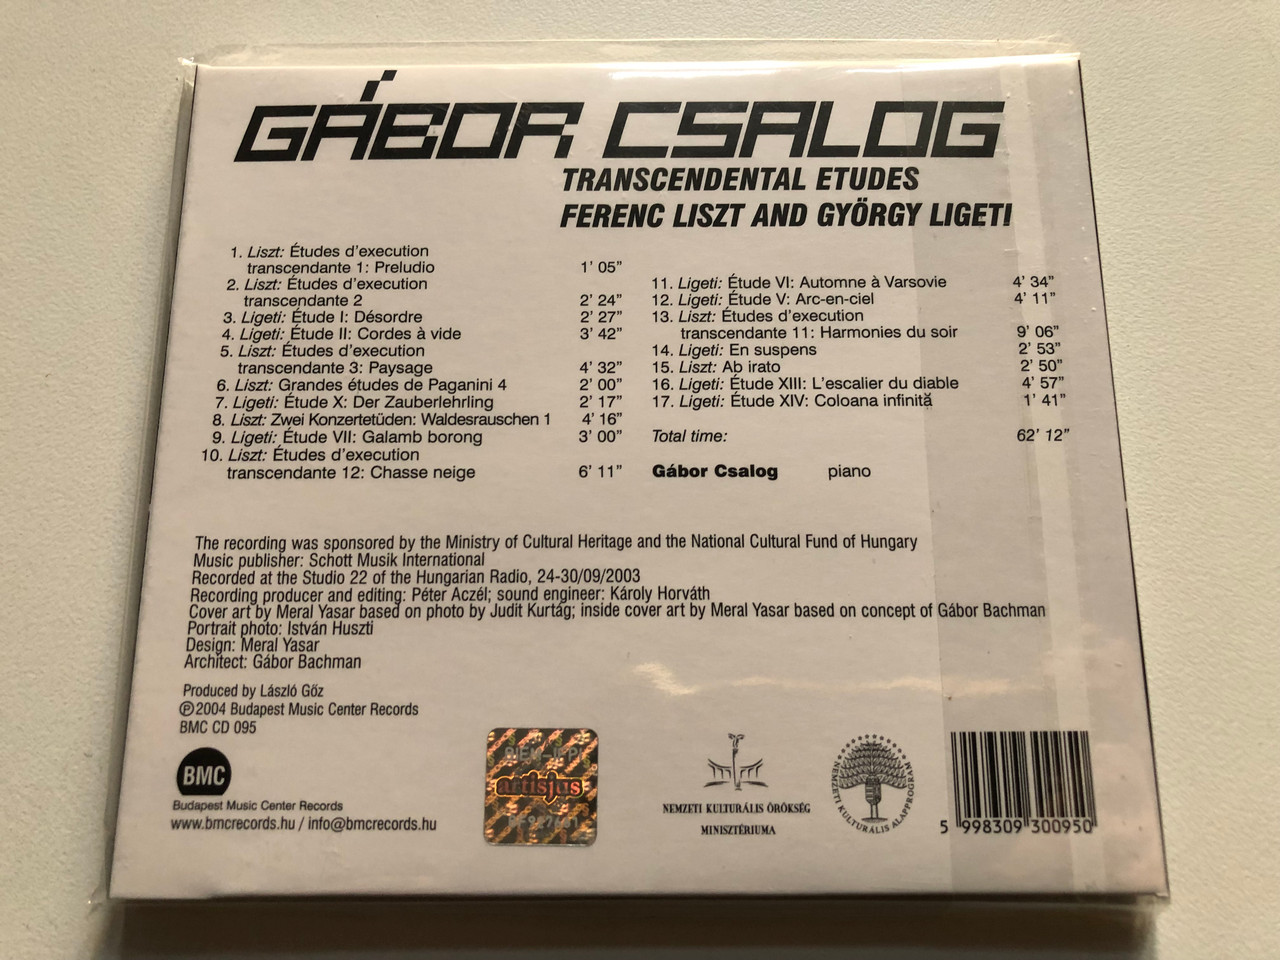 GÁBOR CSALOG
TRANSCENDENTAL ETUDES
FERENC LISZT AND GYÖRGY LIGETI
1. Liszt: Études d'execution
transcendante 1: Preludio 1' 05"
2. Liszt: Études d'execution
transcendante 2 2' 24"
3. Ligeti: Étude I: Désordre 2' 27"
4. Ligeti: Étude II: Cordes à vide 3' 42"
5. Liszt: Études d'execution
transcendante 3: Paysage 4' 32"
6. Liszt: Grandes études de Paganini 4 2' 00"
7. Ligeti: Étude X: Der Zauberlehrling 2' 17"
8. Liszt: Zwei Konzertetüden: Waldesrauschen 1 4' 16"
9. Ligeti: Étude VII: Galamb borong 3' 00"
10. Liszt: Études d'execution
transcendante 12: Chasse neige 6' 11"
11. Ligeti: Étude VI: Automne à Varsovie 4' 34"
12. Ligeti: Étude V: Arc-en-ciel 4' 11"
13. Liszt: Études d'execution
transcendante 11: Harmonies du soir 9' 06"
14. Ligeti: En suspens 2' 53"
15. Liszt: Ab irato 2' 50"
16. Ligeti: Étude XIII: L'escalier du diable 4' 57"
17. Ligeti: Étude XIV: Coloana infinită 1' 41"
Total time: 62' 12"
Gábor Csalog piano
The recording was sponsored by the Ministry of Cultural Heritage and the National Cultural Fund of Hungary
Music publisher: Schott Musik International
Recorded at the Studio 22 of the Hungarian Radio, 24-30/09/2003
Recording producer and editing: Péter Aczél; sound engineer: Károly Horváth
Cover art by Meral Yasar based on photo by Judit Kurtág; inside cover art by Meral Yasar based on concept of Gábor Bachman
Portrait photo: István Huszti
Design: Meral Yasar
Architect: Gábor Bachman
Produced by László Gőz
℗ 2004 Budapest Music Center Records
BMC CD 095
BMC
Budapest Music Center Records
www.bmcrecords.hu / info@bmcrecords.hu
artisjus
NEMZETI KULTURÁLIS ÖRÖKSÉG
MINISZTÉRIUMA
NEMZETI KULTURÁLIS ALAPPROGRAM
5 998309 300950